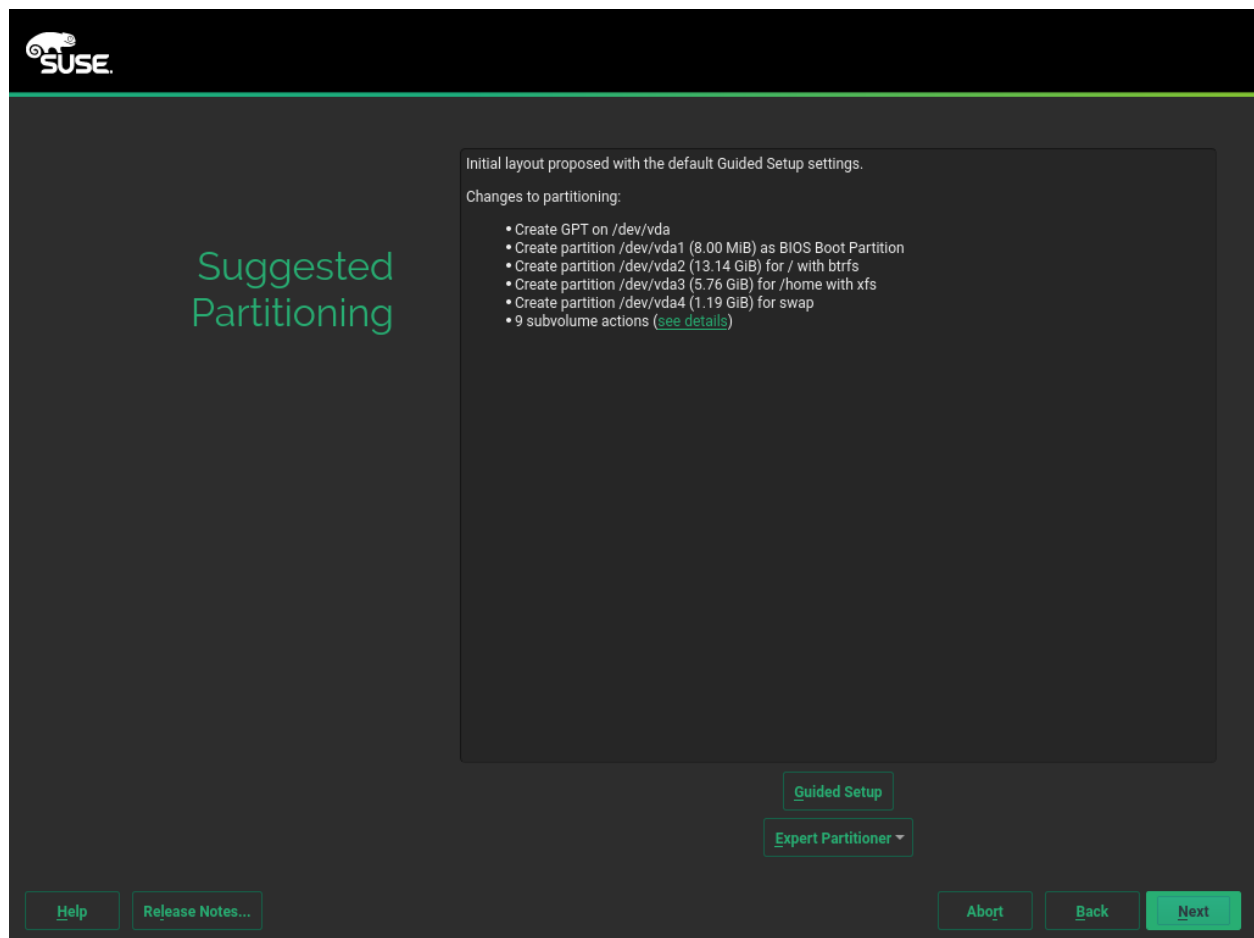 SUSE.
Suggested
Partitioning
Initial layout proposed with the default Guided Setup settings.
Changes to partitioning:
• Create GPT on /dev/vda
• Create partition /dev/vda1 (8.00 MiB) as BIOS Boot Partition
• Create partition /dev/vda2 (13.14 GiB) for / with btrfs
• Create partition /dev/vda3 (5.76 GiB) for /home with xfs
• Create partition /dev/vda4 (1.19 GiB) for swap
• 9 subvolume actions (see details)
Guided Setup
Expert Partitioner
Help Release Notes... Abort Back Next